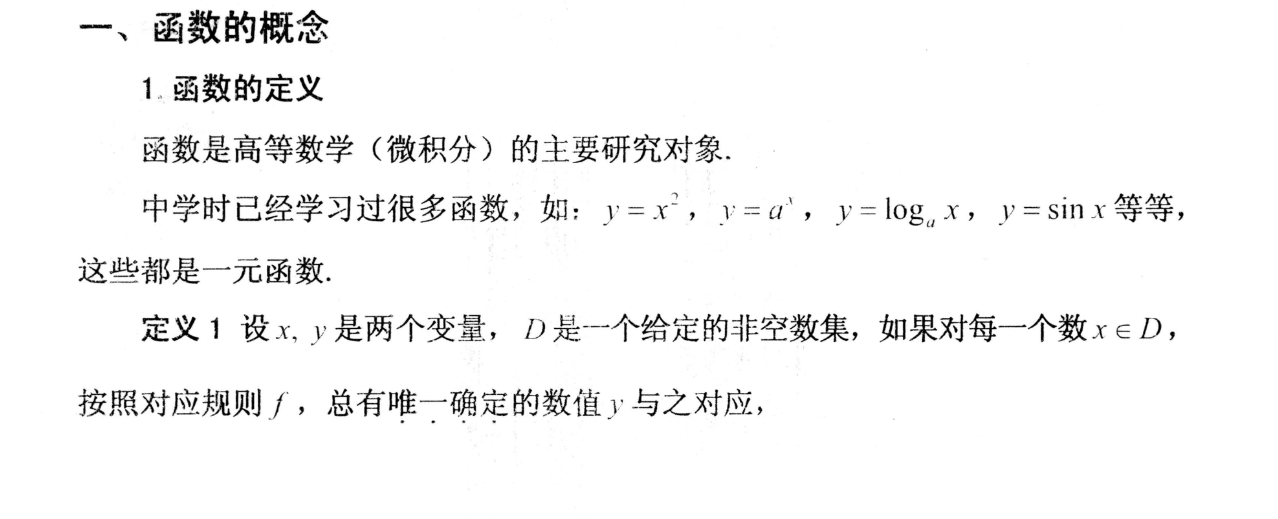 一、函数的概念
1.函数的定义
函数是高等数学（微积分）的主要研究对象.
中学时已经学习过很多函数，如：y = x²，y = aˣ，y = logₐ x，y = sin x 等等，
这些都是一元函数.
定义 1 设 x, y 是两个变量， D 是一个给定的非空数集，如果对每一个数 x ∈ D，
按照对应规则 f ，总有唯一确定的数值 y 与之对应，